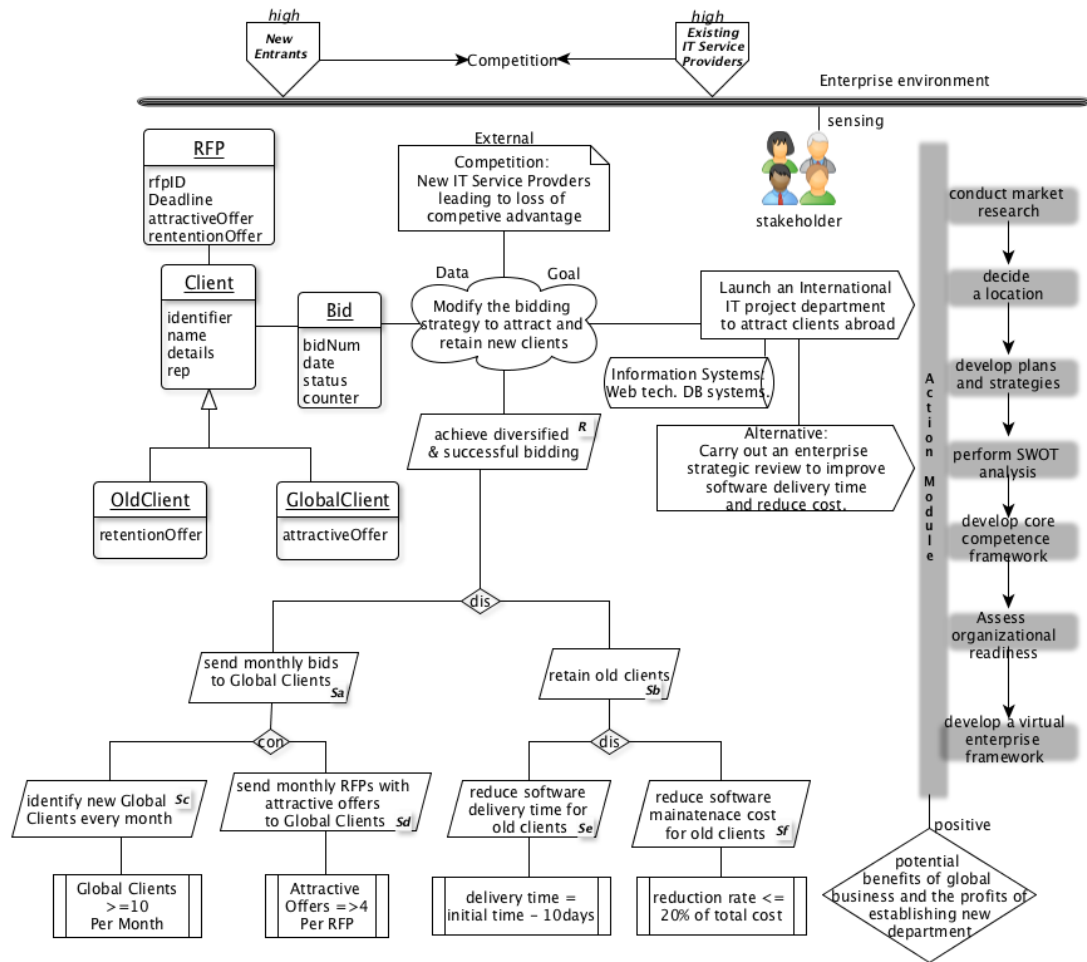 high
New
Entrants
Competition
high
Existing
IT Service
Providers
Enterprise environment
sensing
stakeholder
RFP
rfpID
Deadline
attractiveOffer
rententionOffer
External
Competition:
New IT Service Provders
leading to loss of
competive advantage
Client
identifier
name
details
rep
Bid
bidNum
date
status
counter
Data
Goal
Modify the bidding
strategy to attract and
retain new clients
Launch an International
IT project department
to attract clients abroad
Information Systems:
Web tech. DB systems.
Alternative:
Carry out an enterprise
strategic review to improve
software delivery time
and reduce cost.
achieve diversified
& successful bidding
R
OldClient
retentionOffer
GlobalClient
attractiveOffer
dis
send monthly bids
to Global Clients
Sa
retain old clients
Sb
con
dis
identify new Global
Clients every month
Sc
send monthly RFPs with
attractive offers
to Global Clients
Sd
reduce software
delivery time for
old clients
Se
reduce software
mainatenace cost
for old clients
Sf
Global Clients
>=10
Per Month
Attractive
Offers =>4
Per RFP
delivery time =
initial time - 10days
reduction rate <=
20% of total cost
Action Module
conduct market
research
decide
a location
develop plans
and strategies
perform SWOT
analysis
develop core
competence
framework
Assess
organizational
readiness
develop a virtual
enterprise
framework
positive
potential
benefits of global
business and the profits of
establishing new
department